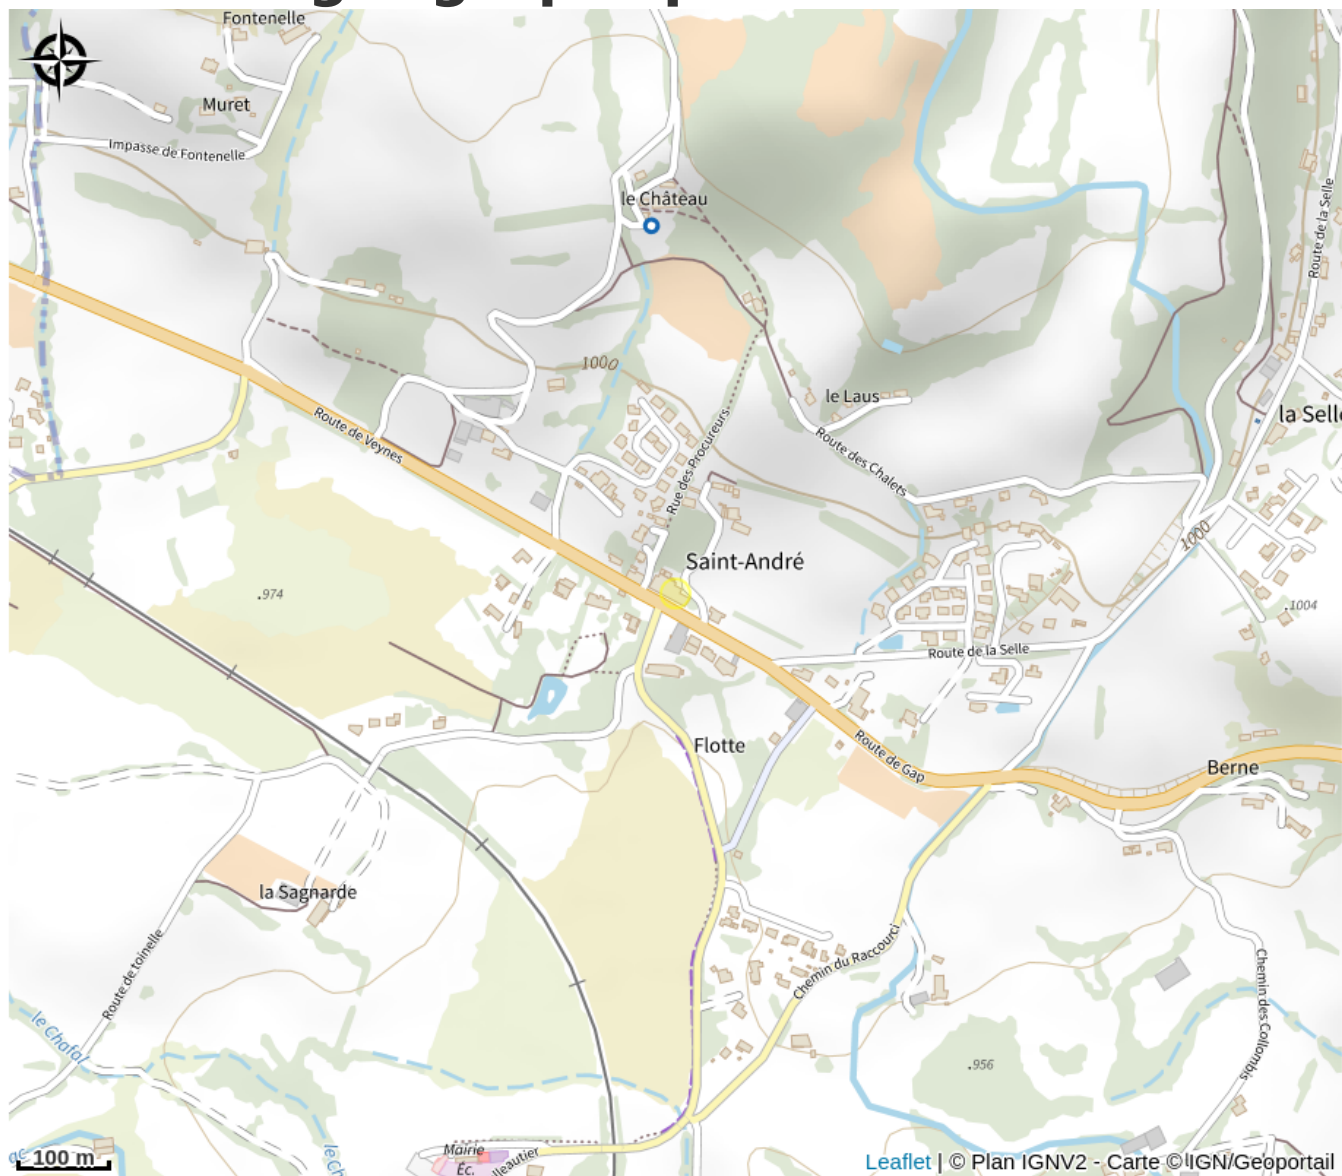 Fontenelle
Muret
Impasse de Fontenelle
le Château
Route de la Selle
1000
le Laus
la Selle
Route de Veynes
Rue des Procureurs
Route des Chalets
1000
Saint-André
.974
.1004
Route de la Selle
Flotte
Route de Gap
Berne
la Sagnarde
Route de toinelle
Chemin du Raccourci
Chemin des Collombis
le Chafal
.956
Mairie
Éc.
100 m
Leaflet | © Plan IGNV2 - Carte © IGN/Geoportail